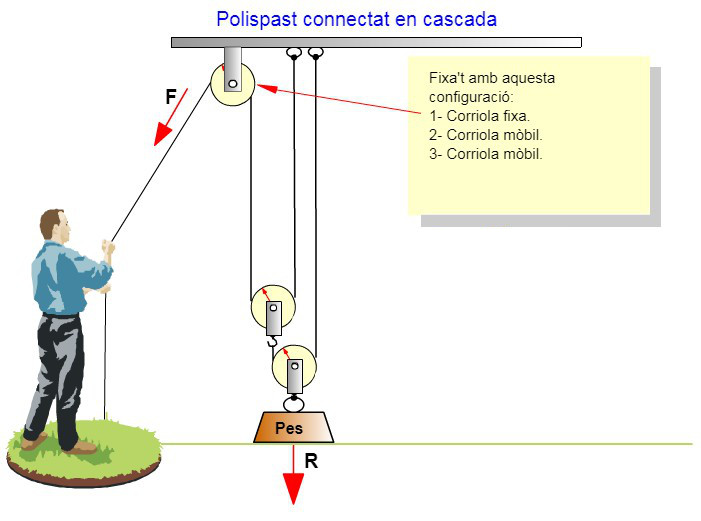 Polispast connectat en cascada
F
Fixa't amb aquesta
configuració:
1- Corriola fixa.
2- Corriola mòbil.
3- Corriola mòbil.
Pes
R